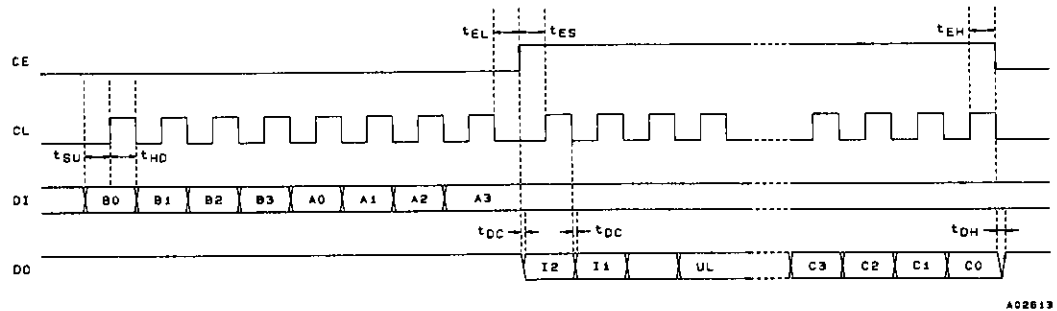 tEL tES tEH
CE
CL
tSU tHD
DI B0 B1 B2 B3 A0 A1 A2 A3
tDC tDC tDH
DO I2 I1 UL C3 C2 C1 C0
A02613